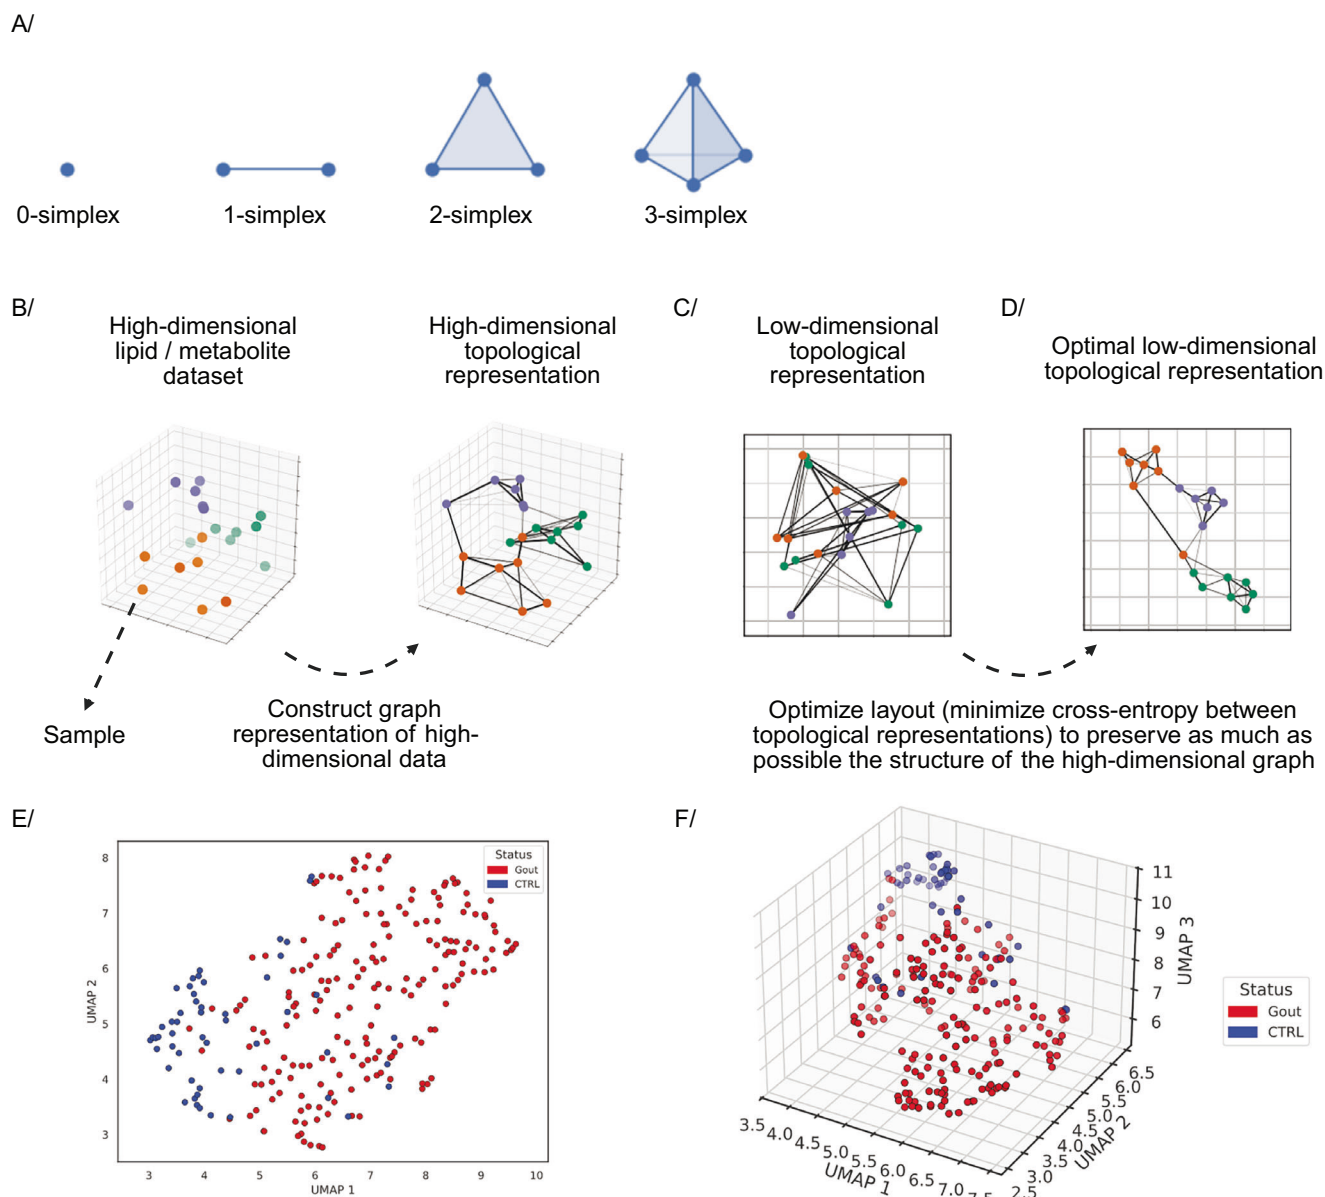 A/
0-simplex
1-simplex
2-simplex
3-simplex
B/
High-dimensional
lipid / metabolite
dataset
High-dimensional
topological
representation
C/
Low-dimensional
topological
representation
D/
Optimal low-dimensional
topological representation
Sample
Construct graph
representation of high-
dimensional data
Optimize layout (minimize cross-entropy between
topological representations) to preserve as much as
possible the structure of the high-dimensional graph
E/
Status
Gout
CTRL
8
7
6
5
4
3
UMAP 2
3
4
5
6
7
8
9
10
UMAP 1
F/
11
10
9
8
7
6
UMAP 3
6.5
6.0
5.5
5.0
4.5
4.0
3.5
3.0
2.5
UMAP 2
3.5
4.0
4.5
5.0
5.5
6.0
6.5
7.0
7.5
UMAP 1
Status
Gout
CTRL